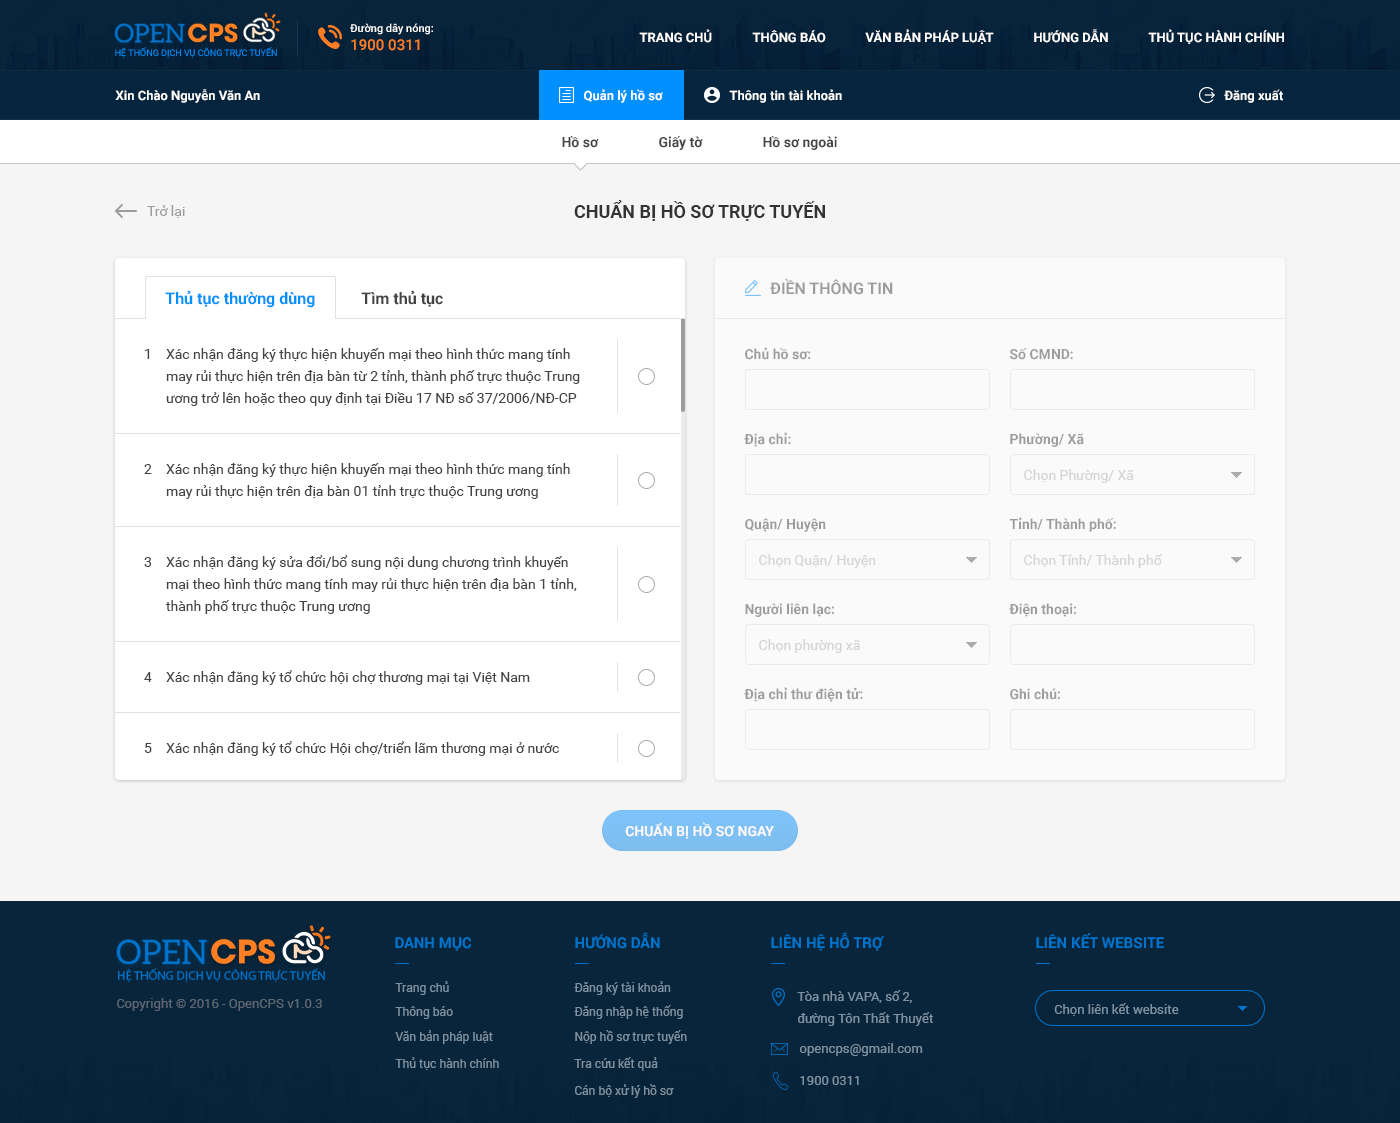 OPENCPS
HỆ THỐNG DỊCH VỤ CÔNG TRỰC TUYẾN
Đường dây nóng:
1900 0311
TRANG CHỦ
THÔNG BÁO
VĂN BẢN PHÁP LUẬT
HƯỚNG DẪN
THỦ TỤC HÀNH CHÍNH
Xin Chào Nguyễn Văn An
Quản lý hồ sơ
Thông tin tài khoản
Đăng xuất
Hồ sơ
Giấy tờ
Hồ sơ ngoài
Trở lại
CHUẨN BỊ HỒ SƠ TRỰC TUYẾN
Thủ tục thường dùng
Tìm thủ tục
1 Xác nhận đăng ký thực hiện khuyến mại theo hình thức mang tính
may rủi thực hiện trên địa bàn từ 2 tỉnh, thành phố trực thuộc Trung
ương trở lên hoặc theo quy định tại Điều 17 NĐ số 37/2006/NĐ-CP
2 Xác nhận đăng ký thực hiện khuyến mại theo hình thức mang tính
may rủi thực hiện trên địa bàn 01 tỉnh trực thuộc Trung ương
3 Xác nhận đăng ký sửa đổi/bổ sung nội dung chương trình khuyến
mại theo hình thức mang tính may rủi thực hiện trên địa bàn 1 tỉnh,
thành phố trực thuộc Trung ương
4 Xác nhận đăng ký tổ chức hội chợ thương mại tại Việt Nam
5 Xác nhận đăng ký tổ chức Hội chợ/triển lãm thương mại ở nước
ĐIỀN THÔNG TIN
Chủ hồ sơ:
Số CMND:
Địa chỉ:
Phường/ Xã
Chọn Phường/ Xã
Quận/ Huyện
Chọn Quận/ Huyện
Tỉnh/ Thành phố:
Chọn Tỉnh/ Thành phố
Người liên lạc:
Chọn phường xã
Điện thoại:
Địa chỉ thư điện tử:
Ghi chú:
CHUẨN BỊ HỒ SƠ NGAY
OPENCPS
HỆ THỐNG DỊCH VỤ CÔNG TRỰC TUYẾN
Copyright © 2016 - OpenCPS v1.0.3
DANH MỤC
Trang chủ
Thông báo
Văn bản pháp luật
Thủ tục hành chính
HƯỚNG DẪN
Đăng ký tài khoản
Đăng nhập hệ thống
Nộp hồ sơ trực tuyến
Tra cứu kết quả
Cán bộ xử lý hồ sơ
LIÊN HỆ HỖ TRỢ
Tòa nhà VAPA, số 2,
đường Tôn Thất Thuyết
opencps@gmail.com
1900 0311
LIÊN KẾT WEBSITE
Chọn liên kết website